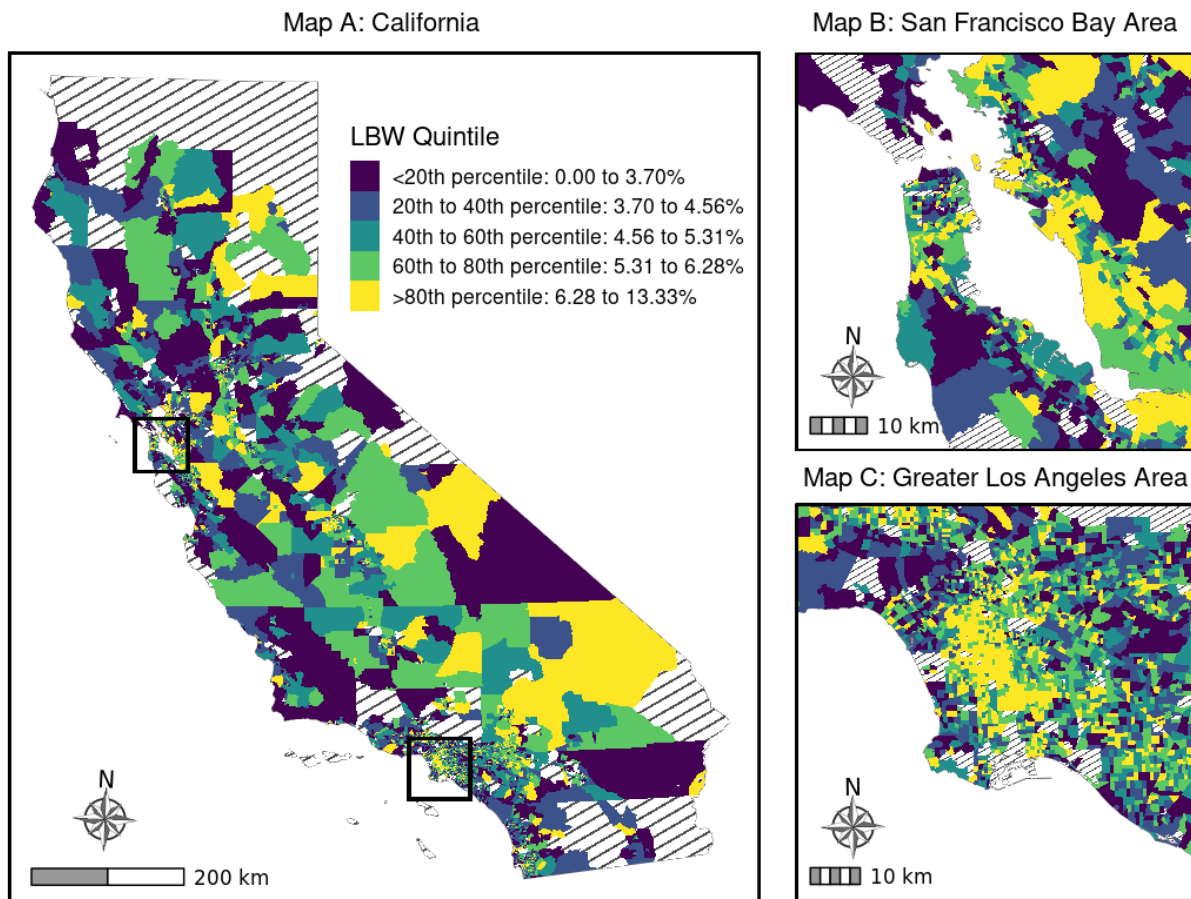 Map A: California
LBW Quintile
<20th percentile: 0.00 to 3.70%
20th to 40th percentile: 3.70 to 4.56%
40th to 60th percentile: 4.56 to 5.31%
60th to 80th percentile: 5.31 to 6.28%
>80th percentile: 6.28 to 13.33%
N
200 km
Map B: San Francisco Bay Area
N
10 km
Map C: Greater Los Angeles Area
N
10 km